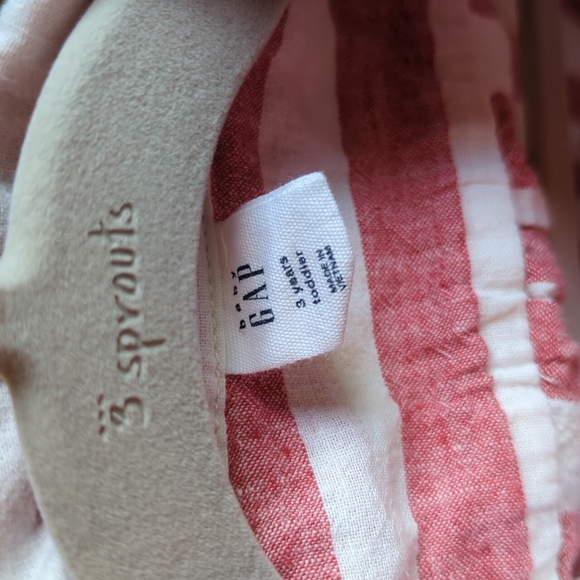 3 sprouts
baby
GAP
3 years
toddler
MADE IN
VIETNAM